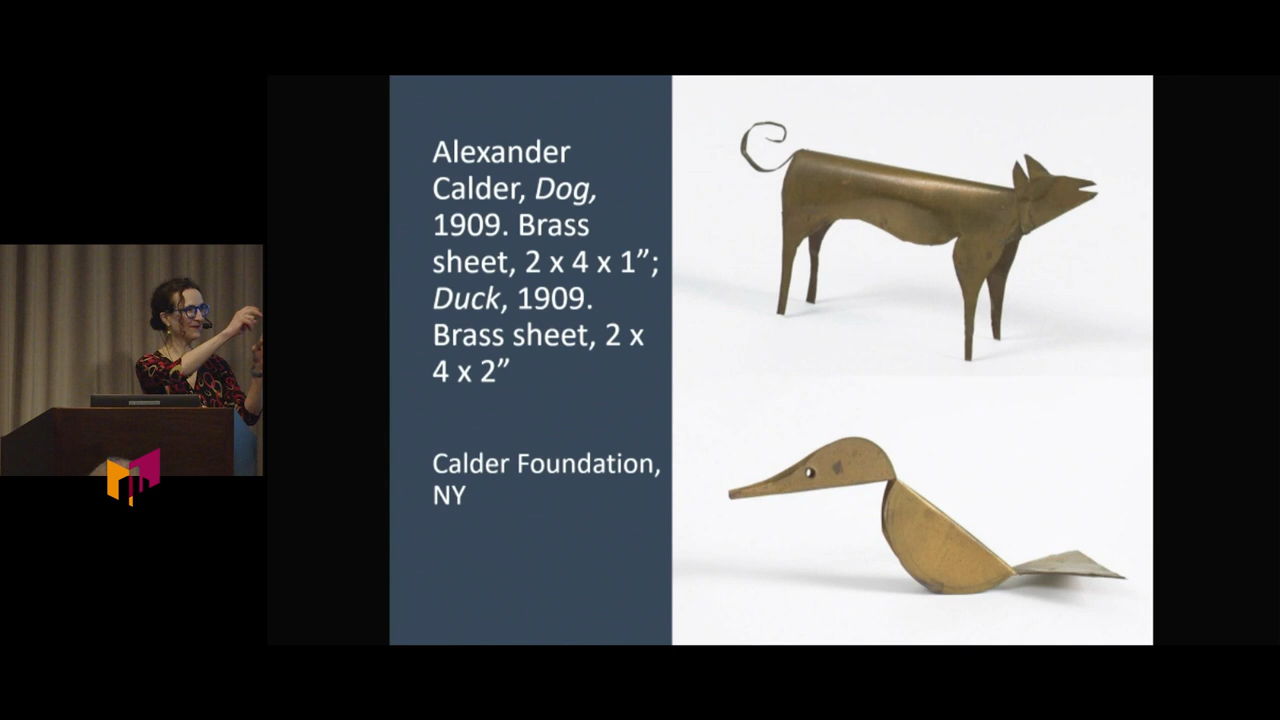 Alexander
Calder, Dog,
1909. Brass
sheet, 2 x 4 x 1”;
Duck, 1909.
Brass sheet, 2 x
4 x 2”
Calder Foundation,
NY